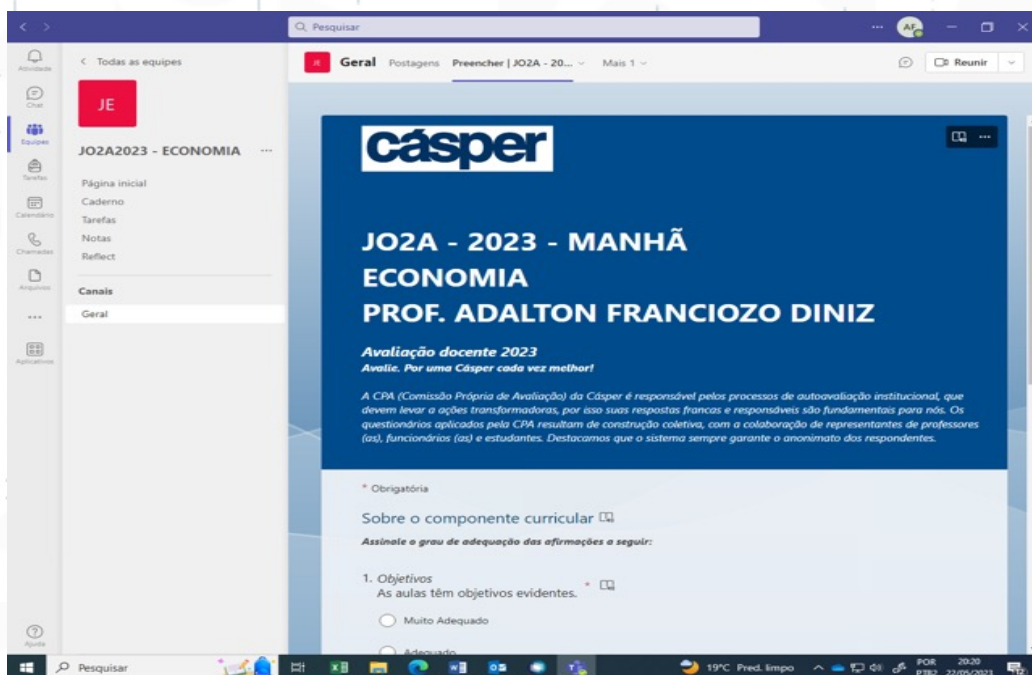 Pesquisar
AF
Atividade
Chat
Equipes
Tarefas
Calendário
Chamadas
Arquivos
Aplicativos
Ajuda
Todas as equipes
JE
JO2A2023 - ECONOMIA
Página inicial
Caderno
Tarefas
Notas
Reflect
Canais
Geral
JE Geral Postagens Preencher | JO2A - 20... Mais 1
Reunir
cásper
JO2A - 2023 - MANHÃ
ECONOMIA
PROF. ADALTON FRANCIOZO DINIZ
Avaliação docente 2023
Avalie. Por uma Cásper cada vez melhor!
A CPA (Comissão Própria de Avaliação) da Cásper é responsável pelos processos de autoavaliação institucional, que
devem levar a ações transformadoras, por isso suas respostas francas e responsáveis são fundamentais para nós. Os
questionários aplicados pela CPA resultam de construção coletiva, com a colaboração de representantes de professores
(as), funcionários (as) e estudantes. Destacamos que o sistema sempre garante o anonimato dos respondentes.
* Obrigatória
Sobre o componente curricular
Assinale o grau de adequação das afirmações a seguir:
1. Objetivos
As aulas têm objetivos evidentes. *
Muito Adequado
Adequado
Pesquisar
19°C Pred. limpo
POR
PTB2
20:20
22/05/2023